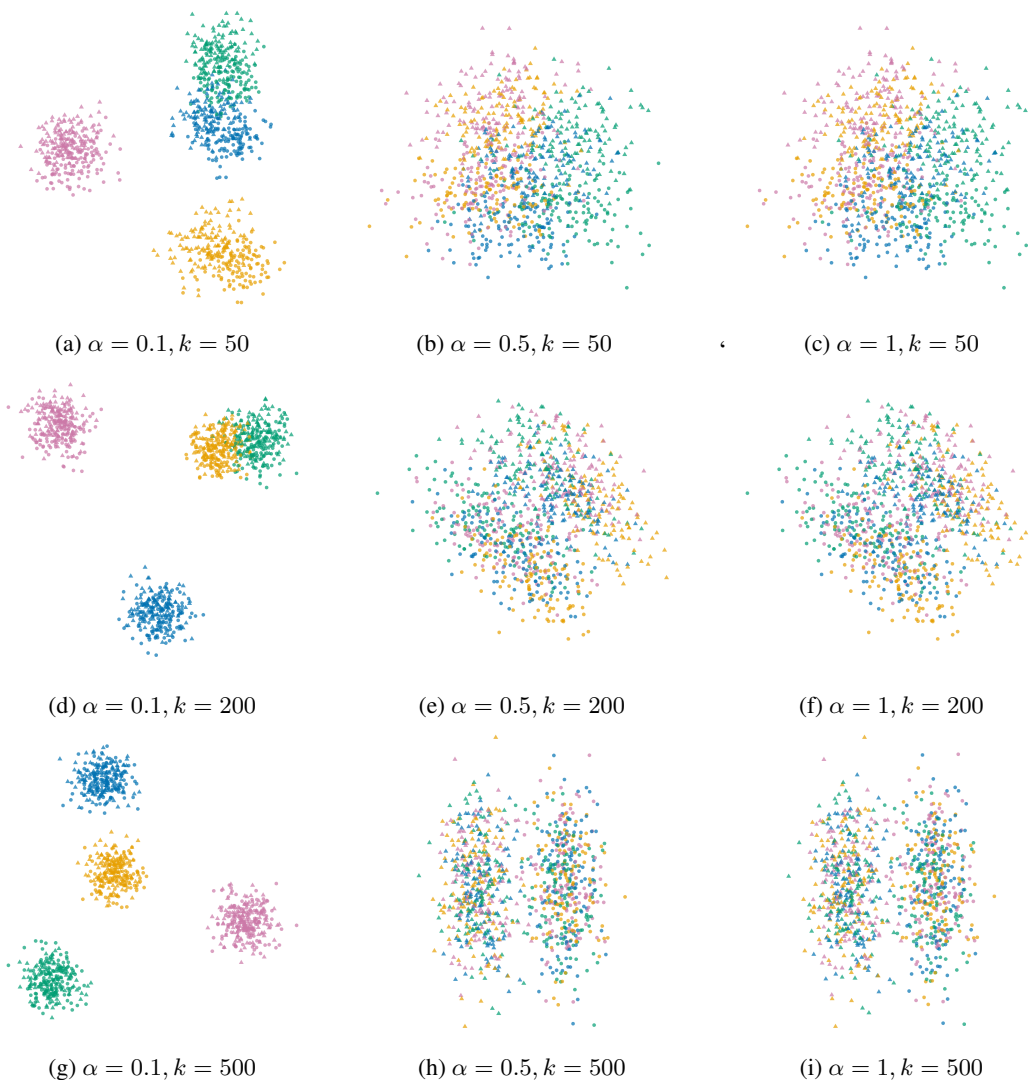 (a) α = 0.1, k = 50
(b) α = 0.5, k = 50
‘
(c) α = 1, k = 50
(d) α = 0.1, k = 200
(e) α = 0.5, k = 200
(f) α = 1, k = 200
(g) α = 0.1, k = 500
(h) α = 0.5, k = 500
(i) α = 1, k = 500